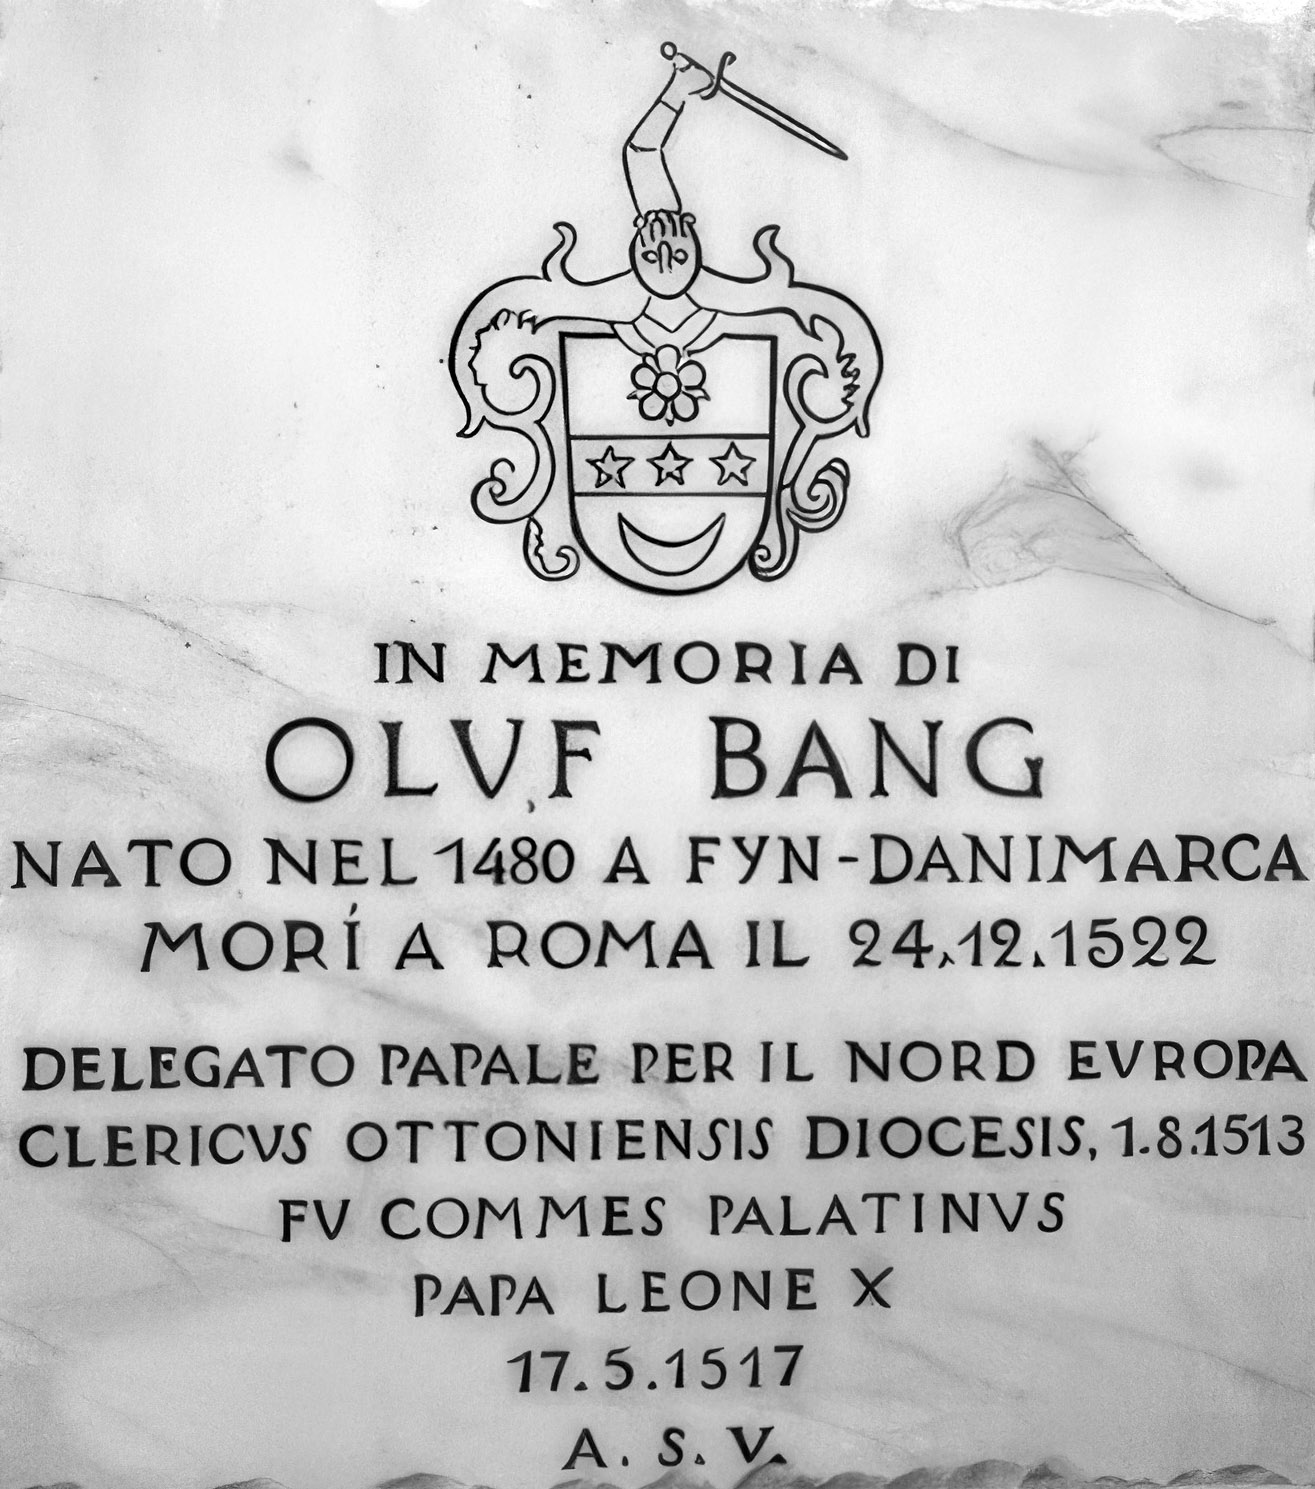 IN MEMORIA DI
OLVF BANG
NATO NEL 1480 A FYN-DANIMARCA
MORÍ A ROMA IL 24.12.1522
DELEGATO PAPALE PER IL NORD EVROPA
CLERICVS OTTONIENSIS DIOCESIS, 1.8.1513
FV COMMES PALATINVS
PAPA LEONE X
17.5.1517
A. S. V.